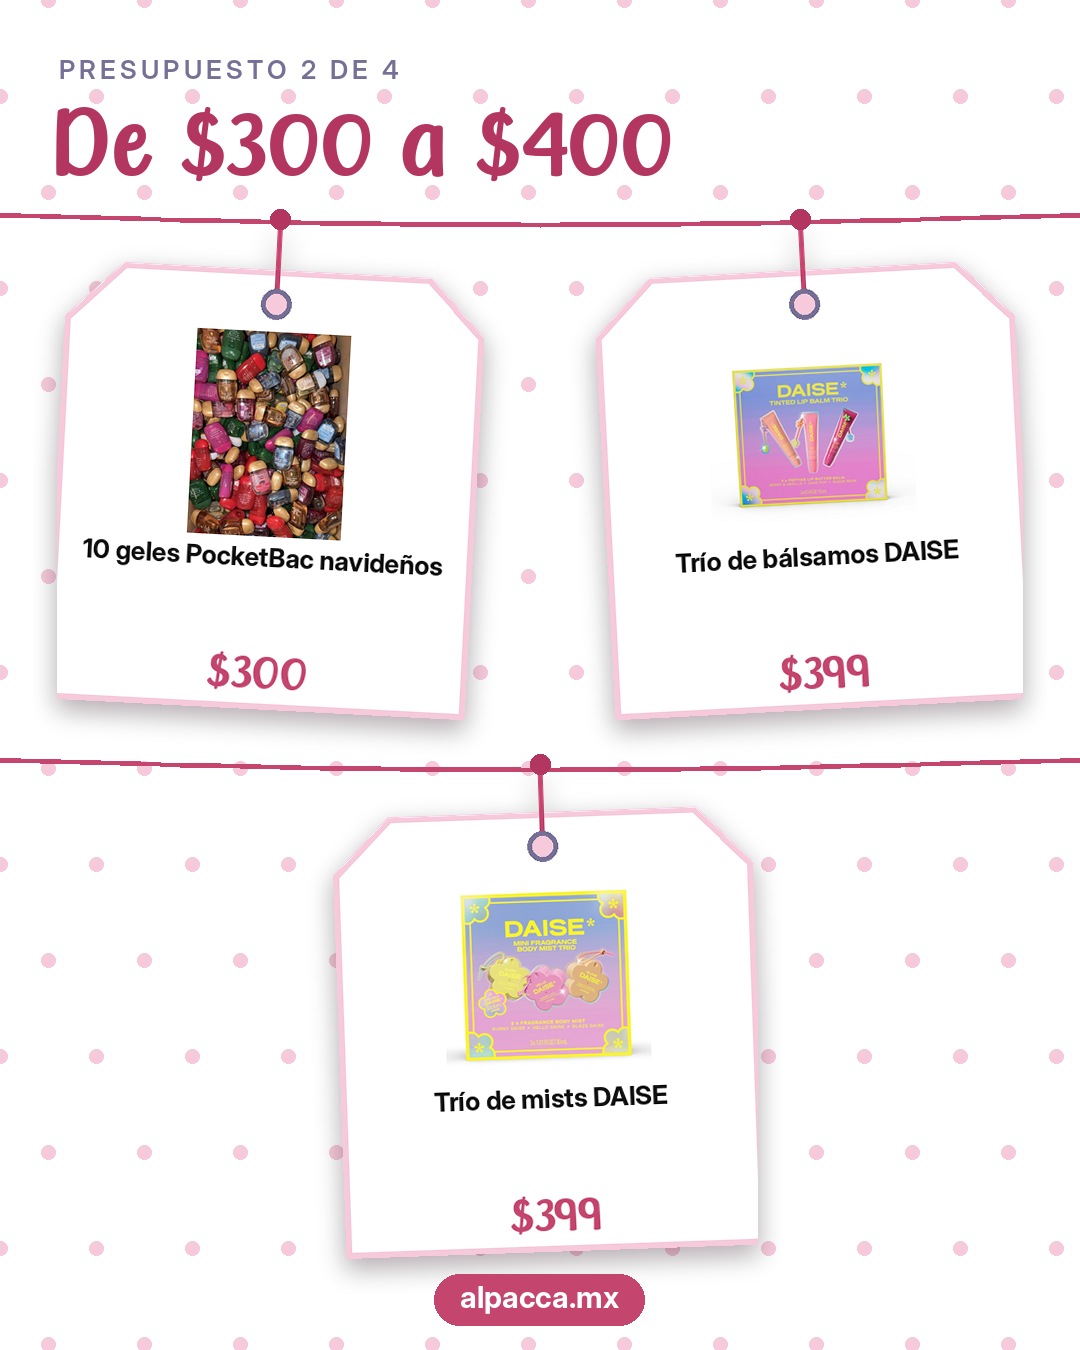 PRESUPUESTO 2 DE 4
De $300 a $400
10 geles PocketBac navideños
$300
DAISE*
TINTED LIP BALM TRIO
Trío de bálsamos DAISE
$399
DAISE*
MINI FRAGRANCE
BODY MIST TRIO
Trío de mists DAISE
$399
alpacca.mx